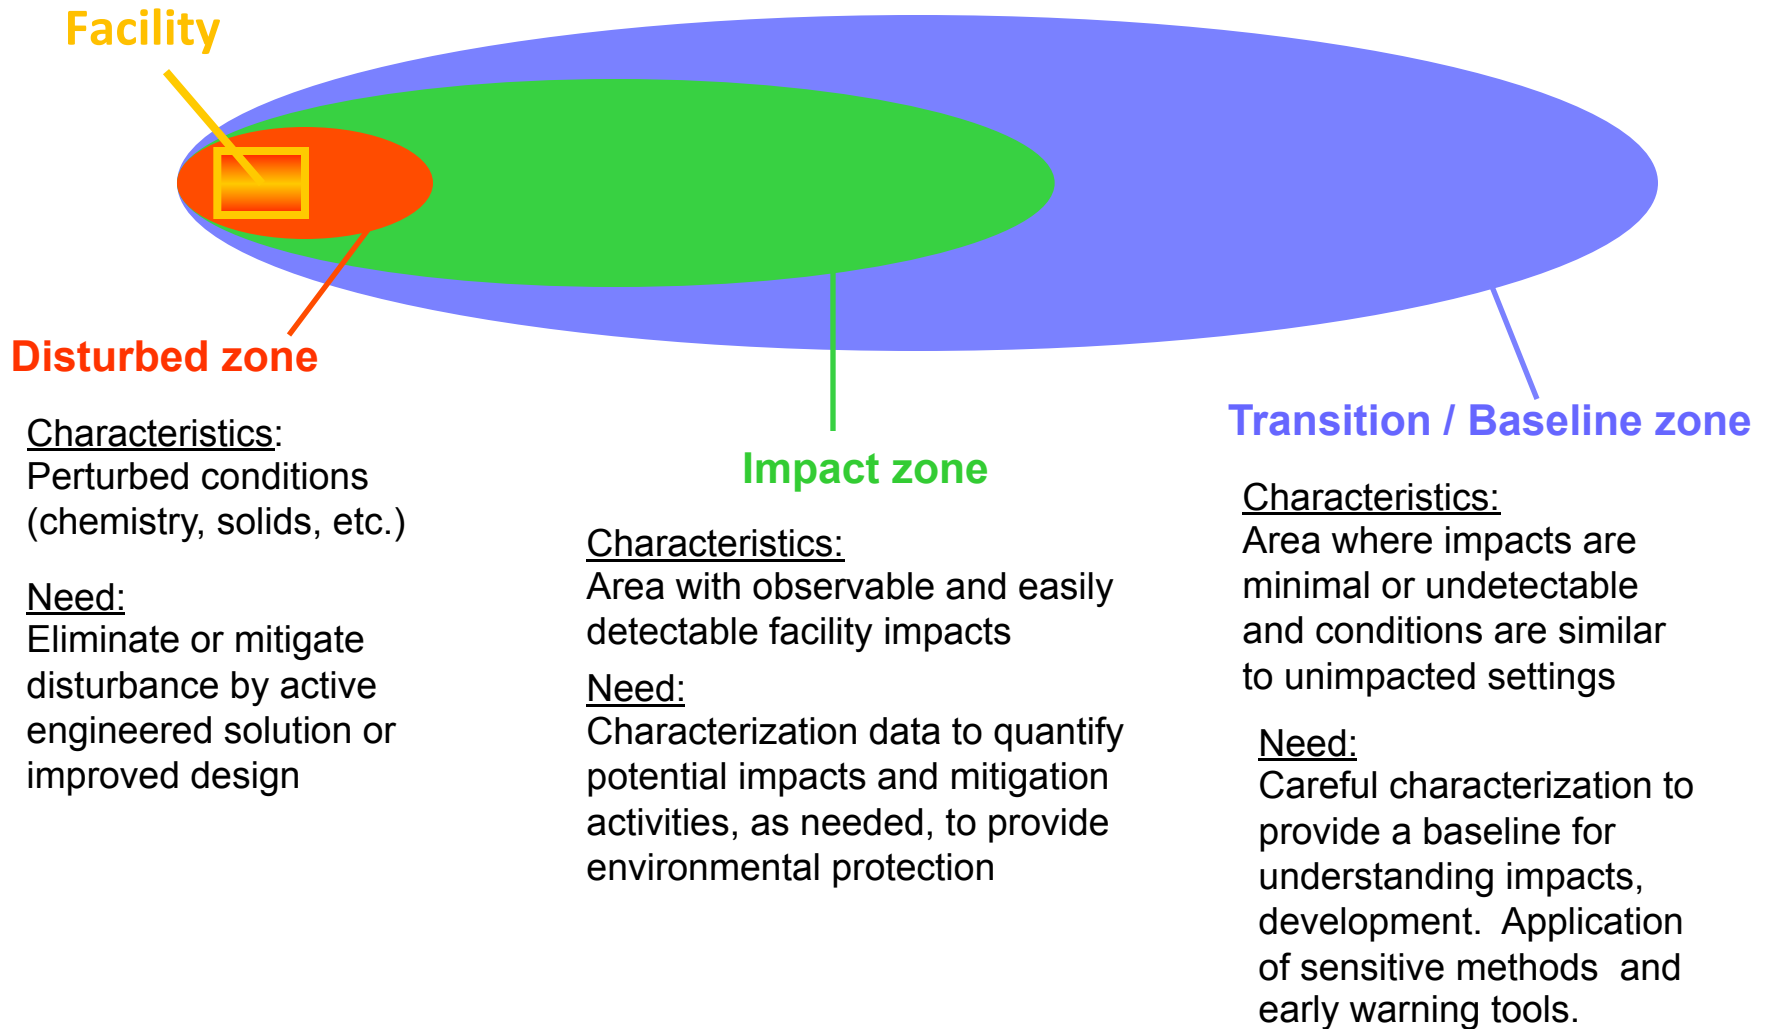 Facility
Disturbed zone
Characteristics:
Perturbed conditions
(chemistry, solids, etc.)
Need:
Eliminate or mitigate
disturbance by active
engineered solution or
improved design
Impact zone
Characteristics:
Area with observable and easily
detectable facility impacts
Need:
Characterization data to quantify
potential impacts and mitigation
activities, as needed, to provide
environmental protection
Transition / Baseline zone
Characteristics:
Area where impacts are
minimal or undetectable
and conditions are similar
to unimpacted settings
Need:
Careful characterization to
provide a baseline for
understanding impacts,
development.  Application
of sensitive methods  and
early warning tools.